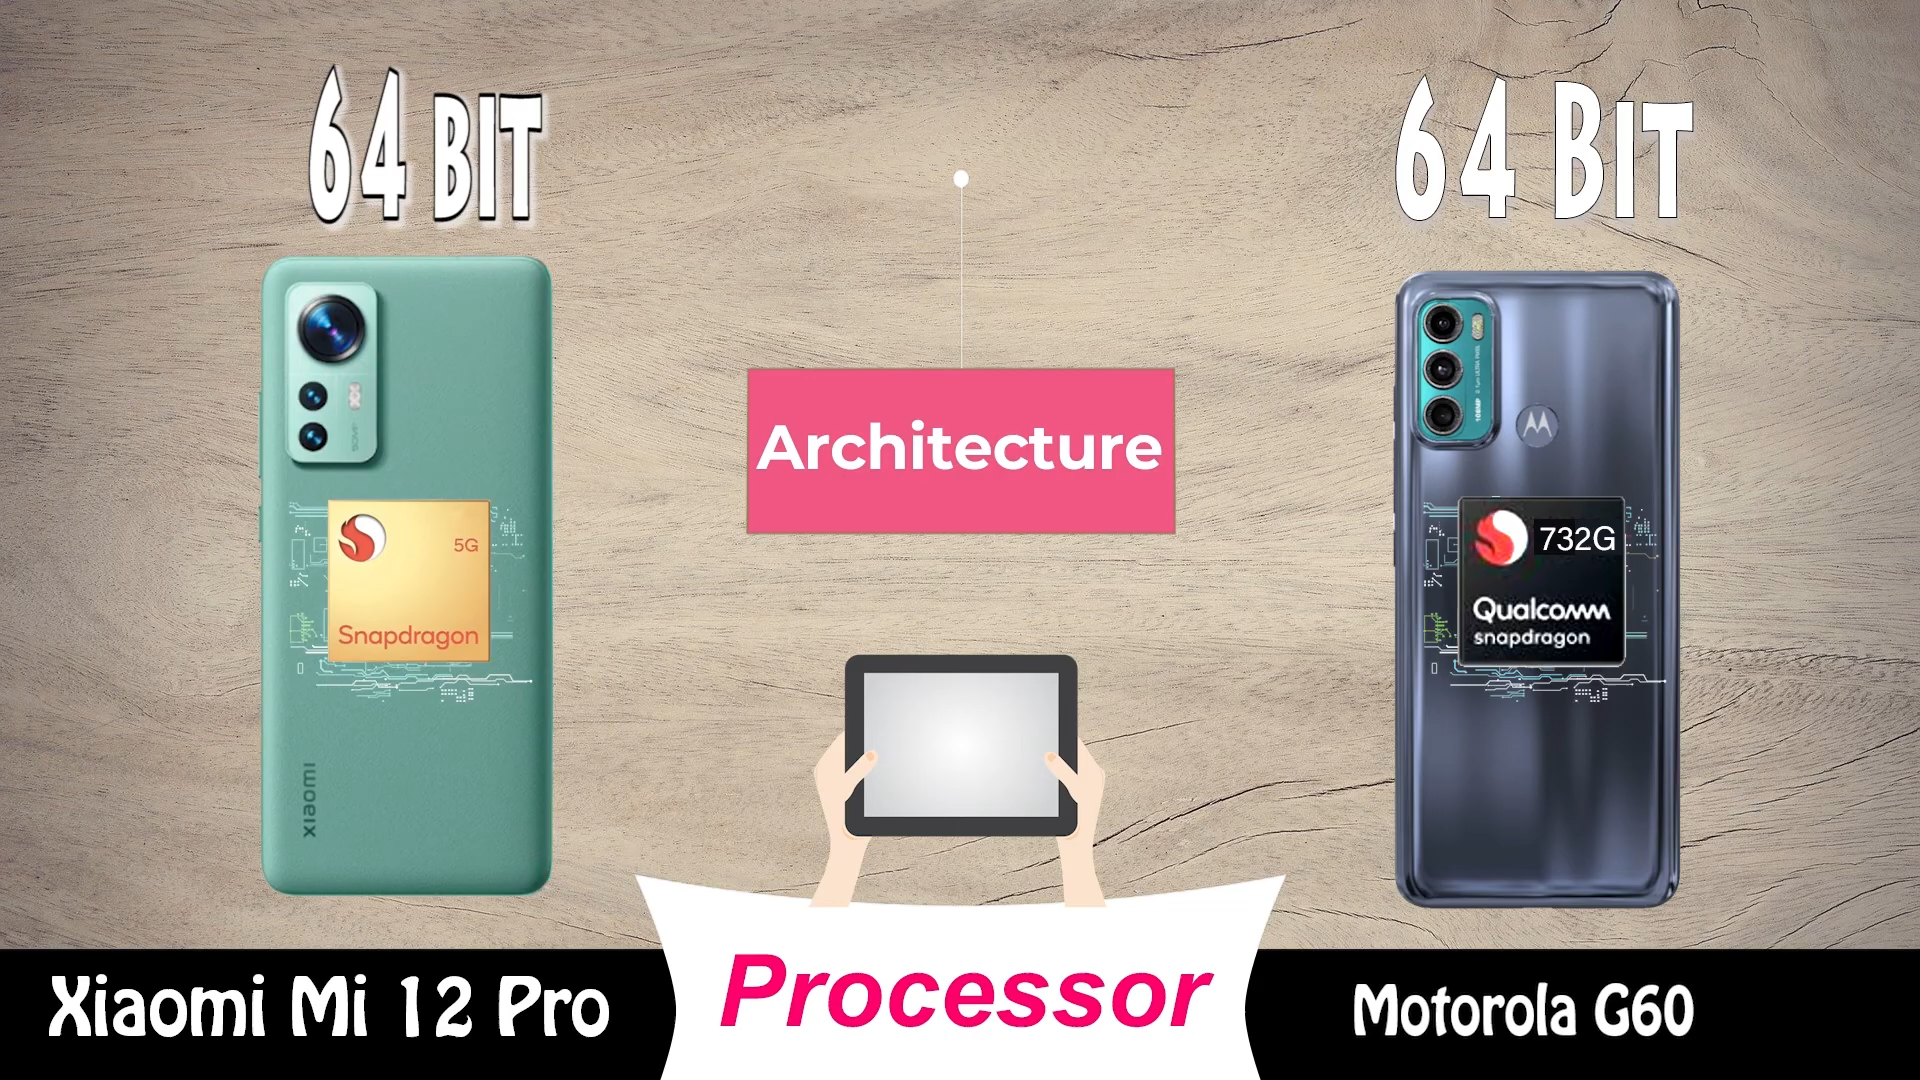 64 BIT
64 BIT
Architecture
5G
Snapdragon
xiaomi
732G
Qualcomm
snapdragon
Processor
Xiaomi Mi 12 Pro
Motorola G60